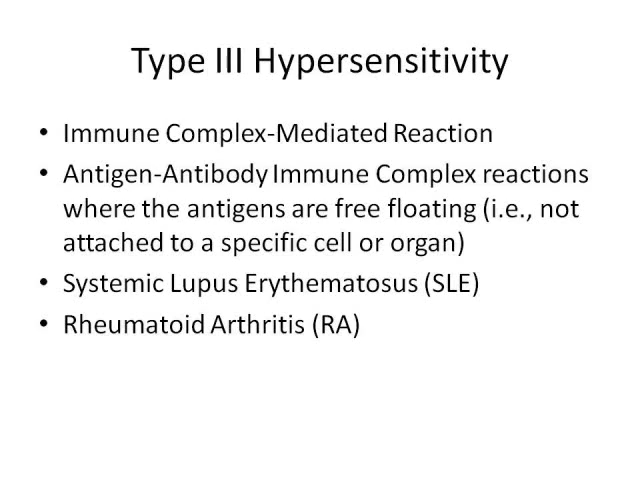 Type III Hypersensitivity
• Immune Complex-Mediated Reaction
• Antigen-Antibody Immune Complex reactions
where the antigens are free floating (i.e., not
attached to a specific cell or organ)
• Systemic Lupus Erythematosus (SLE)
• Rheumatoid Arthritis (RA)